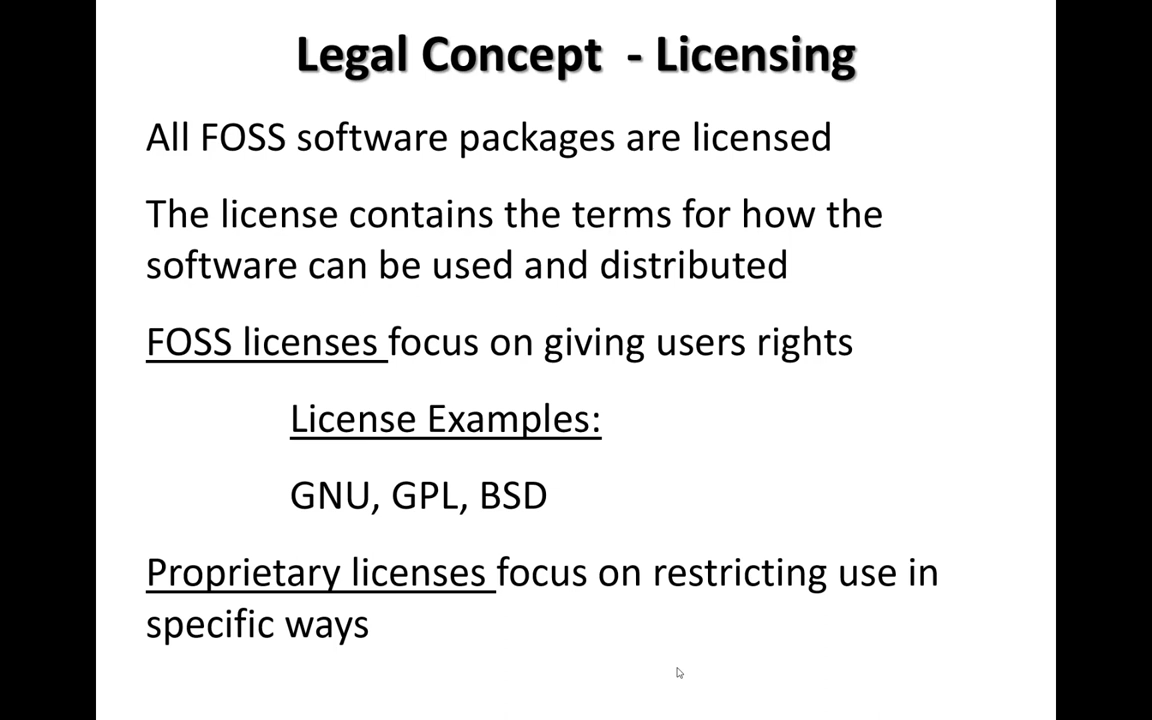 Legal Concept - Licensing
All FOSS software packages are licensed
The license contains the terms for how the
software can be used and distributed
FOSS licenses focus on giving users rights
License Examples:
GNU, GPL, BSD
Proprietary licenses focus on restricting use in
specific ways